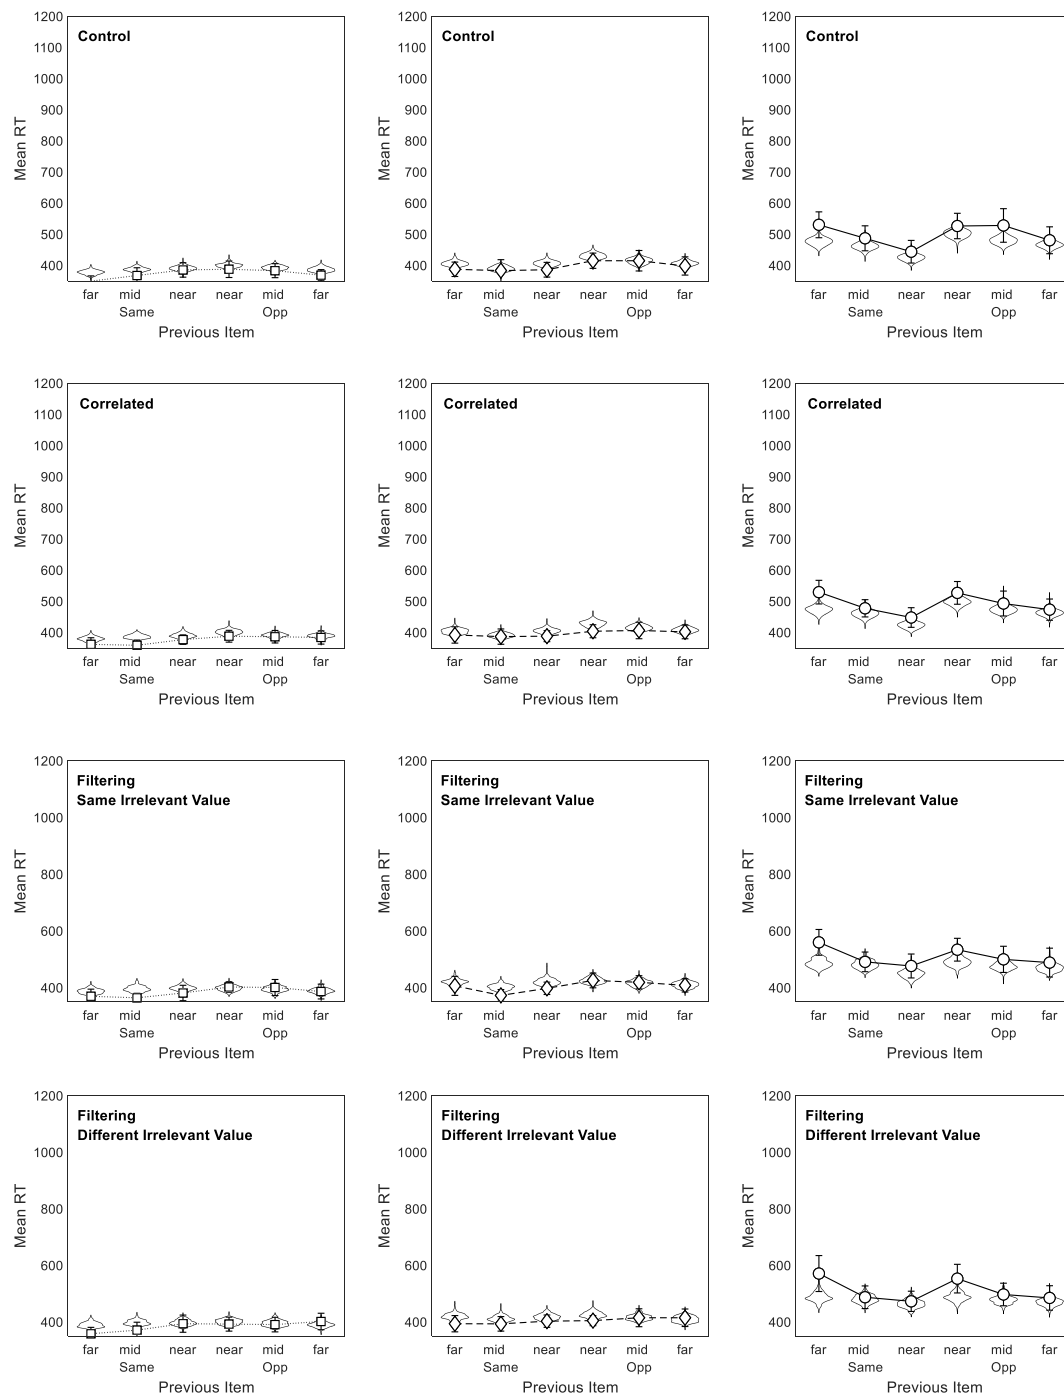 1200
1100
1000
900
800
700
600
500
400
Mean RT
Control
far mid near near mid far
Same Opp
Previous Item
1200
1100
1000
900
800
700
600
500
400
Mean RT
Control
far mid near near mid far
Same Opp
Previous Item
1200
1100
1000
900
800
700
600
500
400
Mean RT
Control
far mid near near mid far
Same Opp
Previous Item
1200
1100
1000
900
800
700
600
500
400
Mean RT
Correlated
far mid near near mid far
Same Opp
Previous Item
1200
1100
1000
900
800
700
600
500
400
Mean RT
Correlated
far mid near near mid far
Same Opp
Previous Item
1200
1100
1000
900
800
700
600
500
400
Mean RT
Correlated
far mid near near mid far
Same Opp
Previous Item
1200
1000
800
600
400
Mean RT
Filtering
Same Irrelevant Value
far mid near near mid far
Same Opp
Previous Item
1200
1000
800
600
400
Mean RT
Filtering
Same Irrelevant Value
far mid near near mid far
Same Opp
Previous Item
1200
1000
800
600
400
Mean RT
Filtering
Same Irrelevant Value
far mid near near mid far
Same Opp
Previous Item
1200
1000
800
600
400
Mean RT
Filtering
Different Irrelevant Value
far mid near near mid far
Same Opp
Previous Item
1200
1000
800
600
400
Mean RT
Filtering
Different Irrelevant Value
far mid near near mid far
Same Opp
Previous Item
1200
1000
800
600
400
Mean RT
Filtering
Different Irrelevant Value
far mid near near mid far
Same Opp
Previous Item